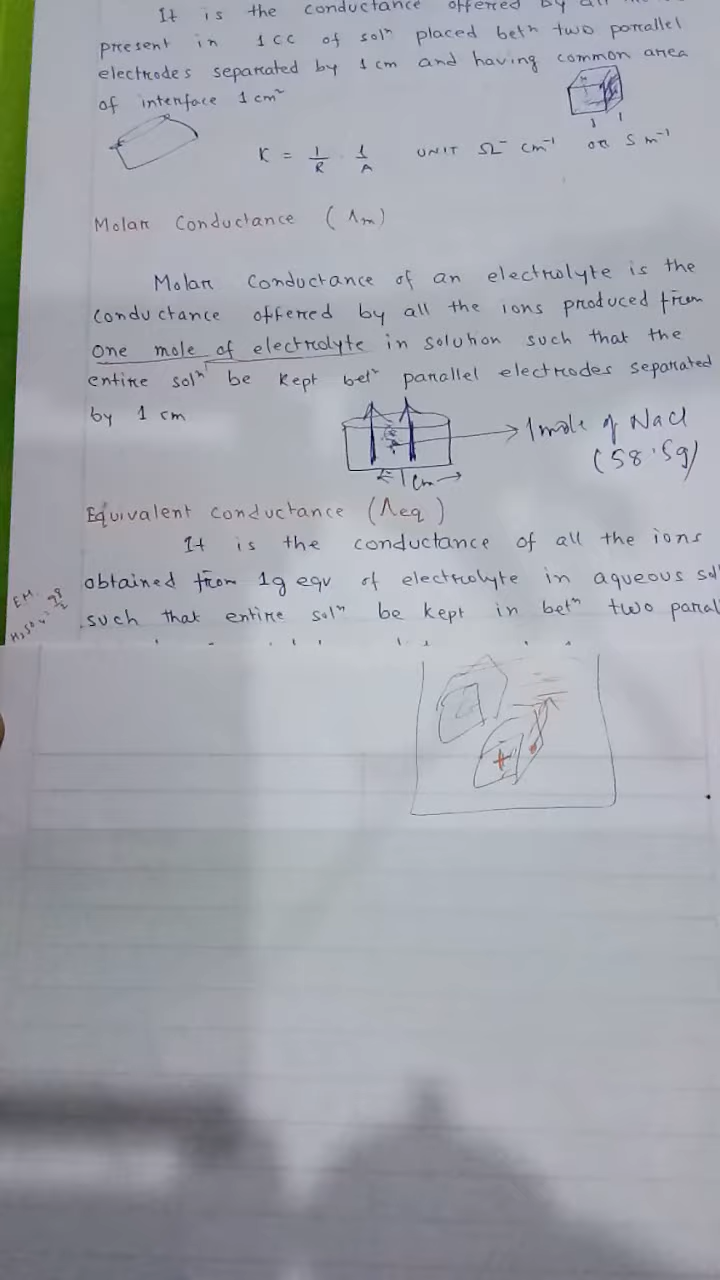 It is the conductance offered by all
present in 1cc of solⁿ placed betⁿ two parallel
electrodes separated by 1 cm and having common area
of interface 1 cm²
K = 1/R · l/A UNIT Ω⁻ cm⁻¹ or S m⁻¹
Molar Conductance (Λm)
Molar Conductance of an electrolyte is the
conductance offered by all the ions produced from
one mole of electrolyte in solution such that the
entire solⁿ be kept betⁿ parallel electrodes separated
by 1 cm
1 mole of NaCl
(58.5g)
1 cm
Equivalent conductance (Λeq)
It is the conductance of all the ions
obtained from 1g equv of electrolyte in aqueous sol
such that entire solⁿ be kept in betⁿ two paral
E.M.
H₂SO₄ = 98/2
+